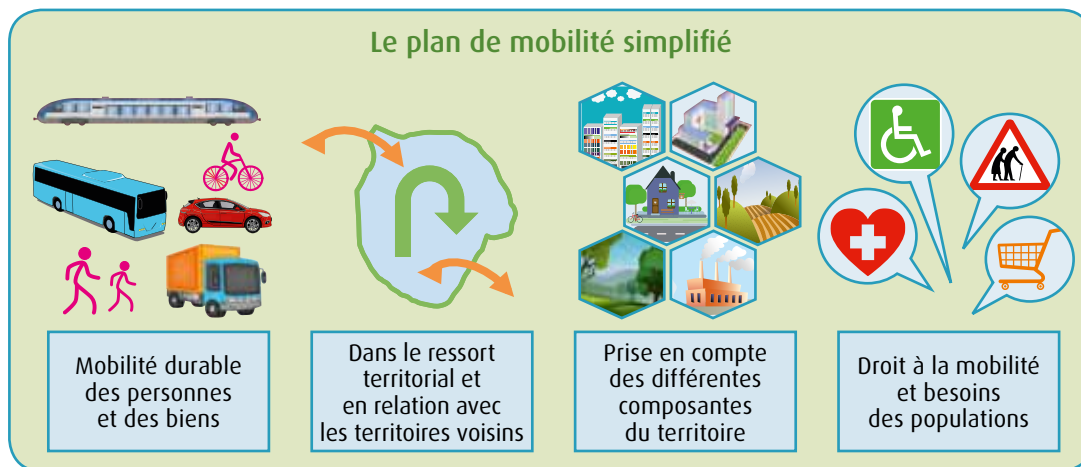 Le plan de mobilité simplifié
Mobilité durable
des personnes
et des biens
Dans le ressort
territorial et
en relation avec
les territoires voisins
Prise en compte
des différentes
composantes
du territoire
Droit à la mobilité
et besoins
des populations